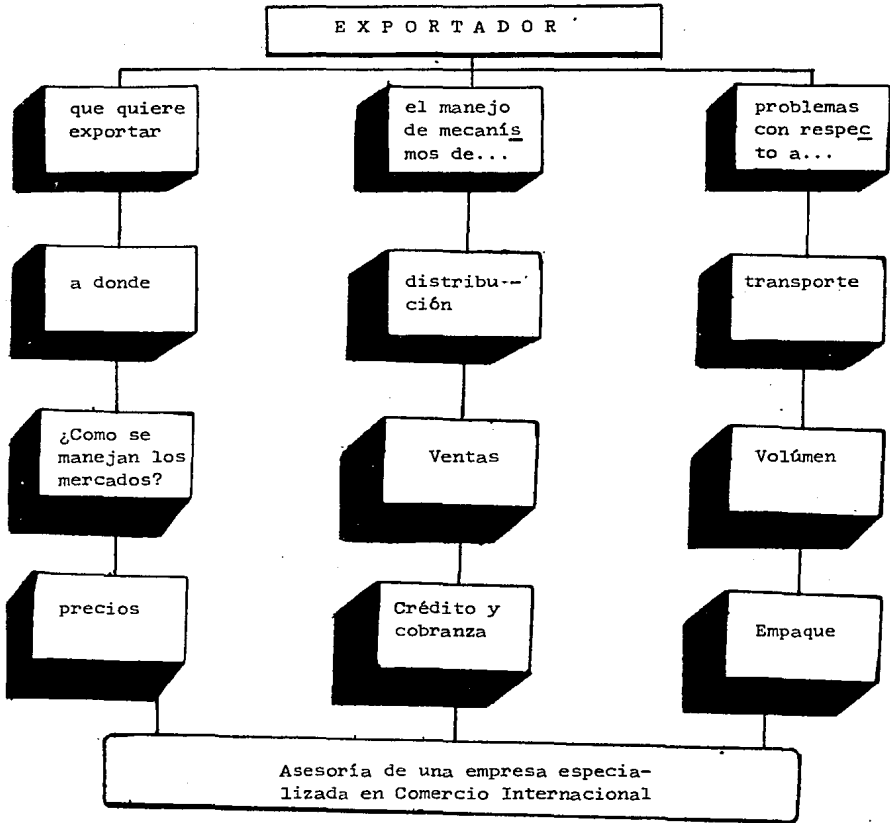 E X P O R T A D O R
que quiere
exportar
a donde
¿Como se
manejan los
mercados?
precios
el manejo
de mecanís
mos de...
distribu--
ción
Ventas
Crédito y
cobranza
problemas
con respec
to a...
transporte
Volúmen
Empaque
Asesoría de una empresa especia-
lizada en Comercio Internacional